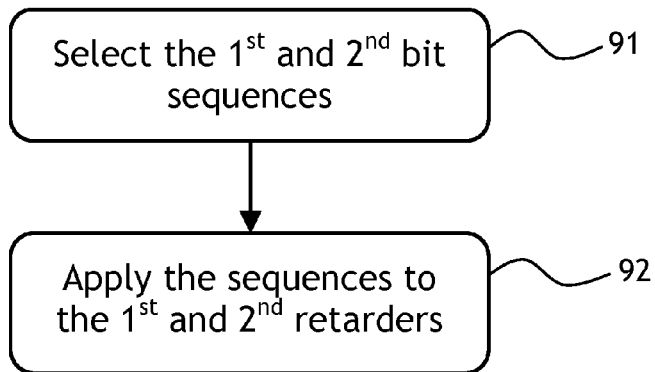 Select the 1st and 2nd bit
sequences
91
Apply the sequences to
the 1st and 2nd retarders
92